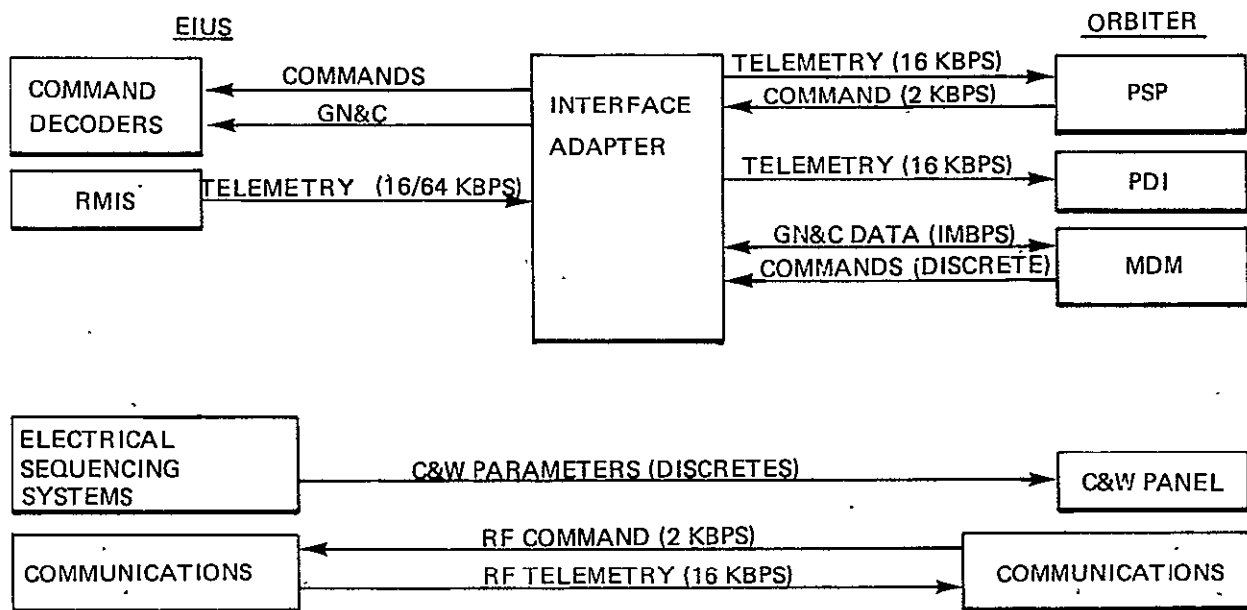 EIUS
ORBITER
COMMAND
DECODERS
COMMANDS
GN&C
RMIS
TELEMETRY (16/64 KBPS)
INTERFACE
ADAPTER
TELEMETRY (16 KBPS)
COMMAND (2 KBPS)
PSP
TELEMETRY (16 KBPS)
PDI
GN&C DATA (IMBPS)
COMMANDS (DISCRETE)
MDM
ELECTRICAL
SEQUENCING
SYSTEMS
C&W PARAMETERS (DISCRETES)
C&W PANEL
COMMUNICATIONS
RF COMMAND (2 KBPS)
RF TELEMETRY (16 KBPS)
COMMUNICATIONS